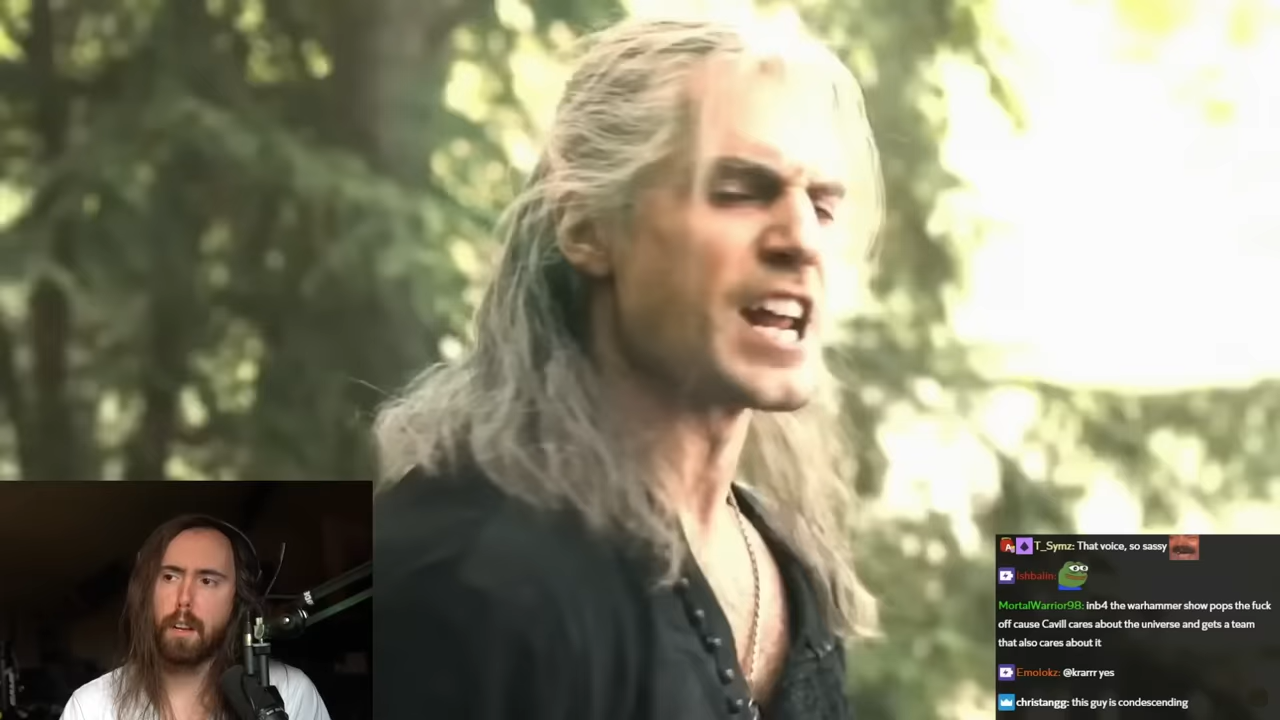 T_Symz: That voice, so sassy
Ishbalin:
MortalWarrior98: inb4 the warhammer show pops the fuck
off cause Cavill cares about the universe and gets a team
that also cares about it
Emolokz: @krarrr yes
christangg: this guy is condescending